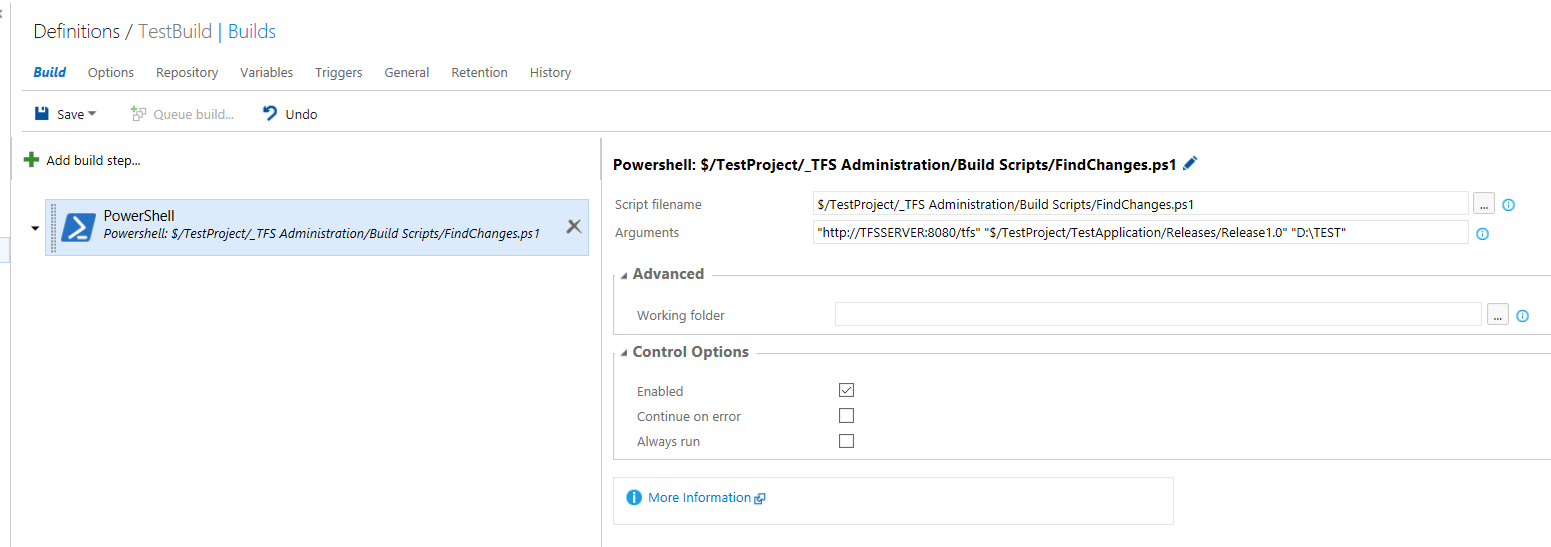 Definitions / TestBuild | Builds
Build Options Repository Variables Triggers General Retention History
Save Queue build... Undo
Add build step...
PowerShell
Powershell: $/TestProject/_TFS Administration/Build Scripts/FindChanges.ps1
Powershell: $/TestProject/_TFS Administration/Build Scripts/FindChanges.ps1
Script filename $/TestProject/_TFS Administration/Build Scripts/FindChanges.ps1 ...
Arguments "http://TFSSERVER:8080/tfs" "$/TestProject/TestApplication/Releases/Release1.0" "D:\TEST"
Advanced
Working folder ...
Control Options
Enabled
Continue on error
Always run
More Information